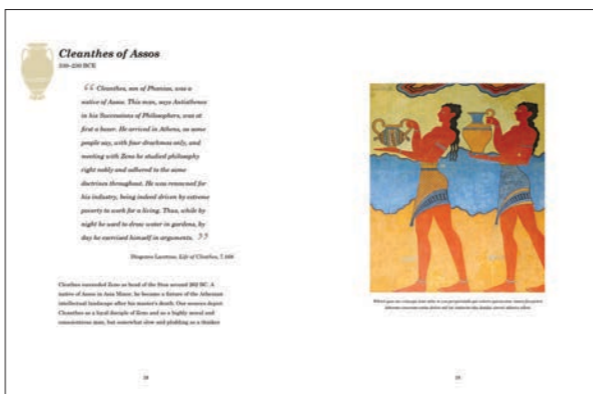 Cleanthes of Assos
330–230 BCE
“ Cleanthes, son of Phanias, was a
native of Assos. This man, says Antisthenes
in his Successions of Philosophers, was at
first a boxer. He arrived in Athens, as some
people say, with four drachmas only, and
meeting with Zeno he studied philosophy
right nobly and adhered to the same
doctrines throughout. He was renowned for
his industry, being indeed driven by extreme
poverty to work for a living. Thus, while by
night he used to draw water in gardens, by
day he exercised himself in arguments. ”
Diogenes Laertius, Life of Cleanthes, 7.168
Cleanthes succeeded Zeno as head of the Stoa around 262 BC. A
native of Assos in Asia Minor, he became a fixture of the Athenian
intellectual landscape after his master's death. Our sources depict
Cleanthes as a loyal disciple of Zeno and as a highly moral and
conscientious man, but somewhat slow and plodding as a thinker